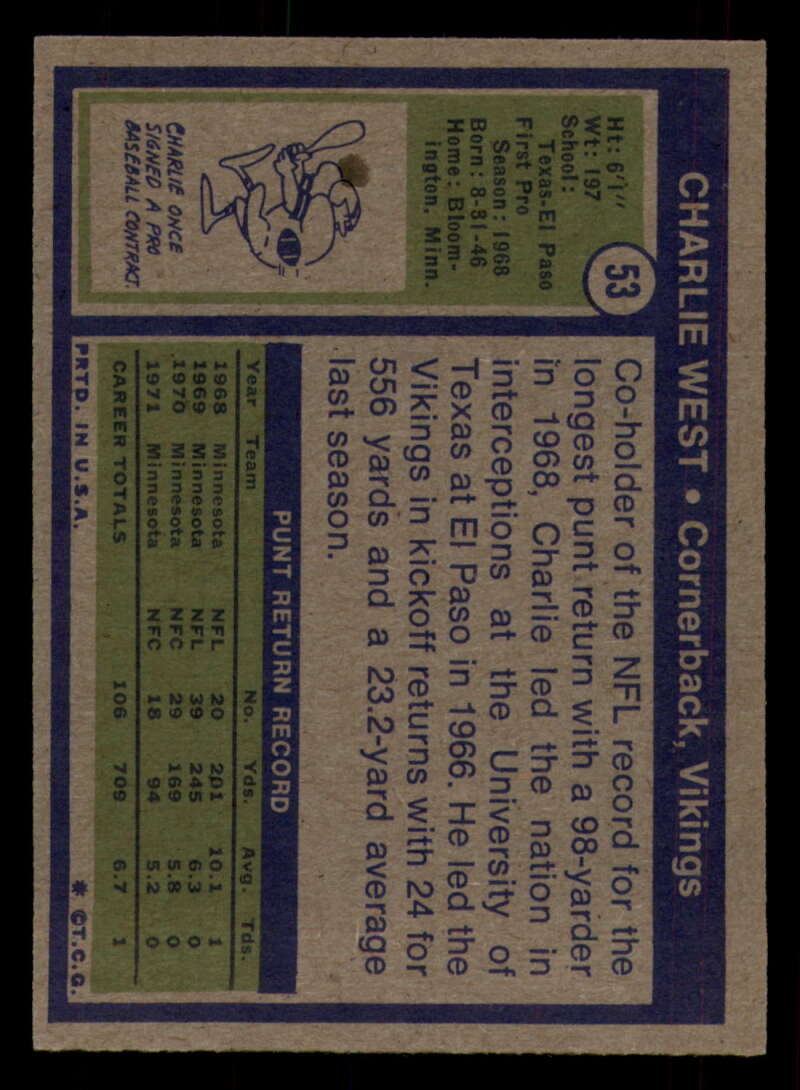 CHARLIE WEST • Cornerback, Vikings
53
Ht: 6'1"
Wt: 197
School:
Texas-El Paso
First Pro
Season: 1968
Born: 8-31-46
Home: Bloom-
ington, Minn.
CHARLIE ONCE
SIGNED A PRO
BASEBALL CONTRACT.
Co-holder of the NFL record for the
longest punt return with a 98-yarder
in 1968, Charlie led the nation in
interceptions at the University of
Texas at El Paso in 1966. He led the
Vikings in kickoff returns with 24 for
556 yards and a 23.2-yard average
last season.
PUNT RETURN RECORD
Year Team No. Yds. Avg. Tds.
1968 Minnesota NFL 20 201 10.1 1
1969 Minnesota NFL 39 245 6.3 0
1970 Minnesota NFC 29 169 5.8 0
1971 Minnesota NFC 18 94 5.2 0
CAREER TOTALS 106 709 6.7 1
PRTD. IN U.S.A. * ©T.C.G.